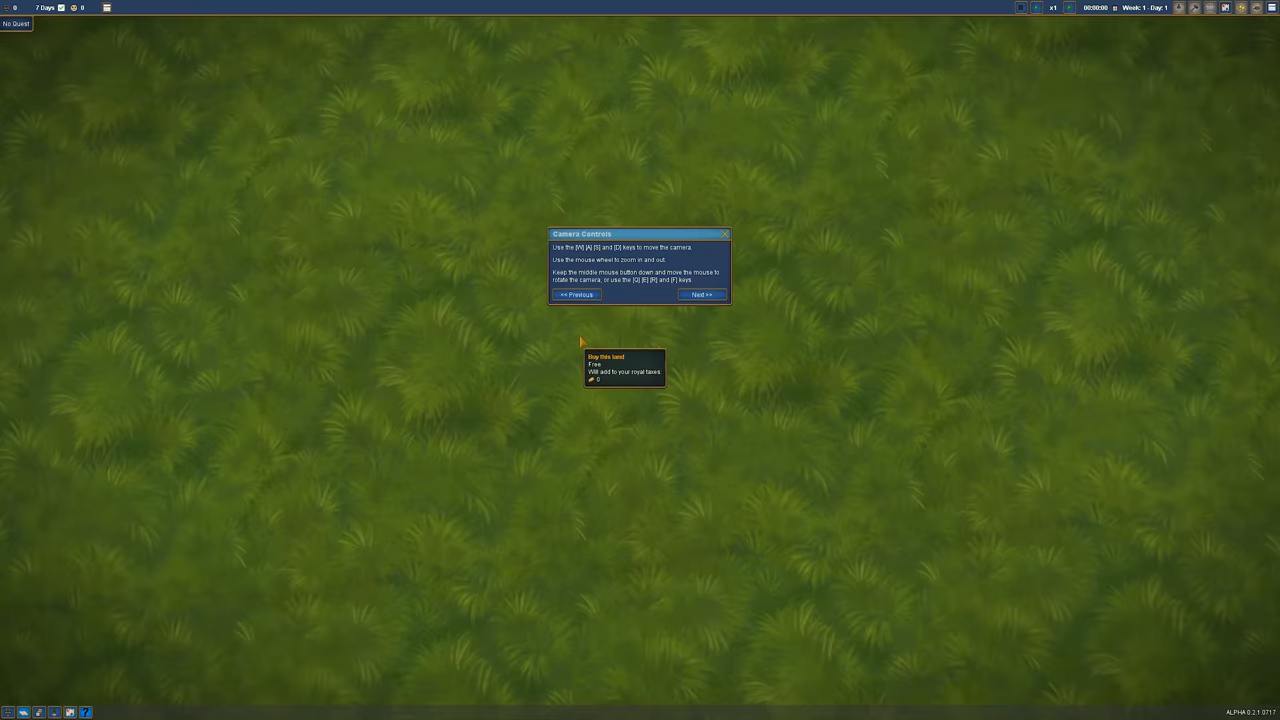 0 7 Days 0 x1 00:00:00 Week: 1 - Day: 1
No Quest
Camera Controls
Use the [W] [A] [S] and [D] keys to move the camera.
Use the mouse wheel to zoom in and out.
Keep the middle mouse button down and move the mouse to
rotate the camera, or use the [Q] [E] [R] and [F] keys
<< Previous Next >>
Buy this land
Free
Will add to your royal taxes:
0
?
ALPHA 0.2.1.0717